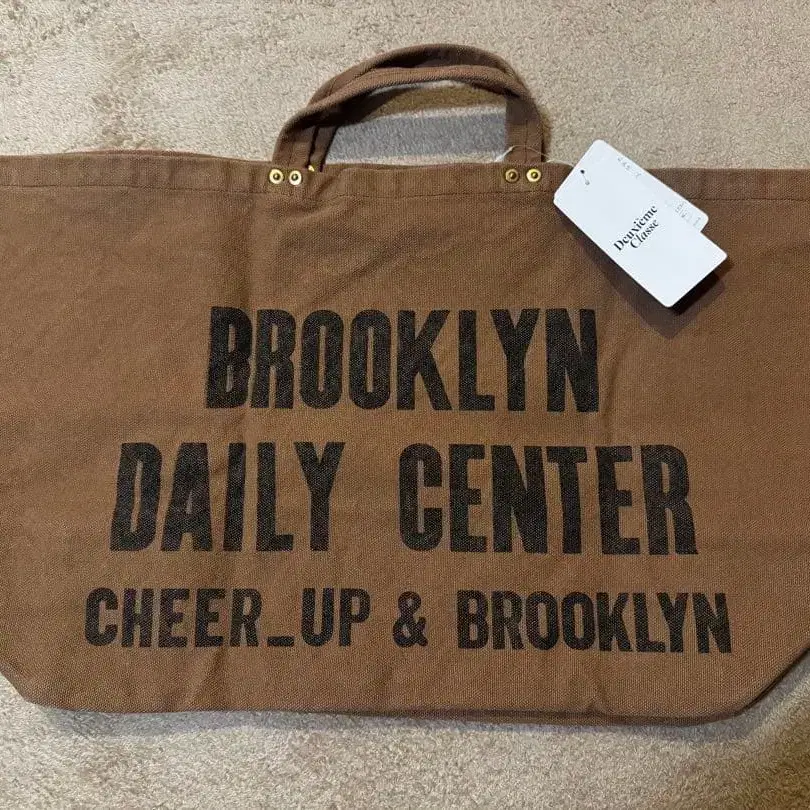 Deuxième
Classe
BROOKLYN
DAILY CENTER
CHEER_UP & BROOKLYN